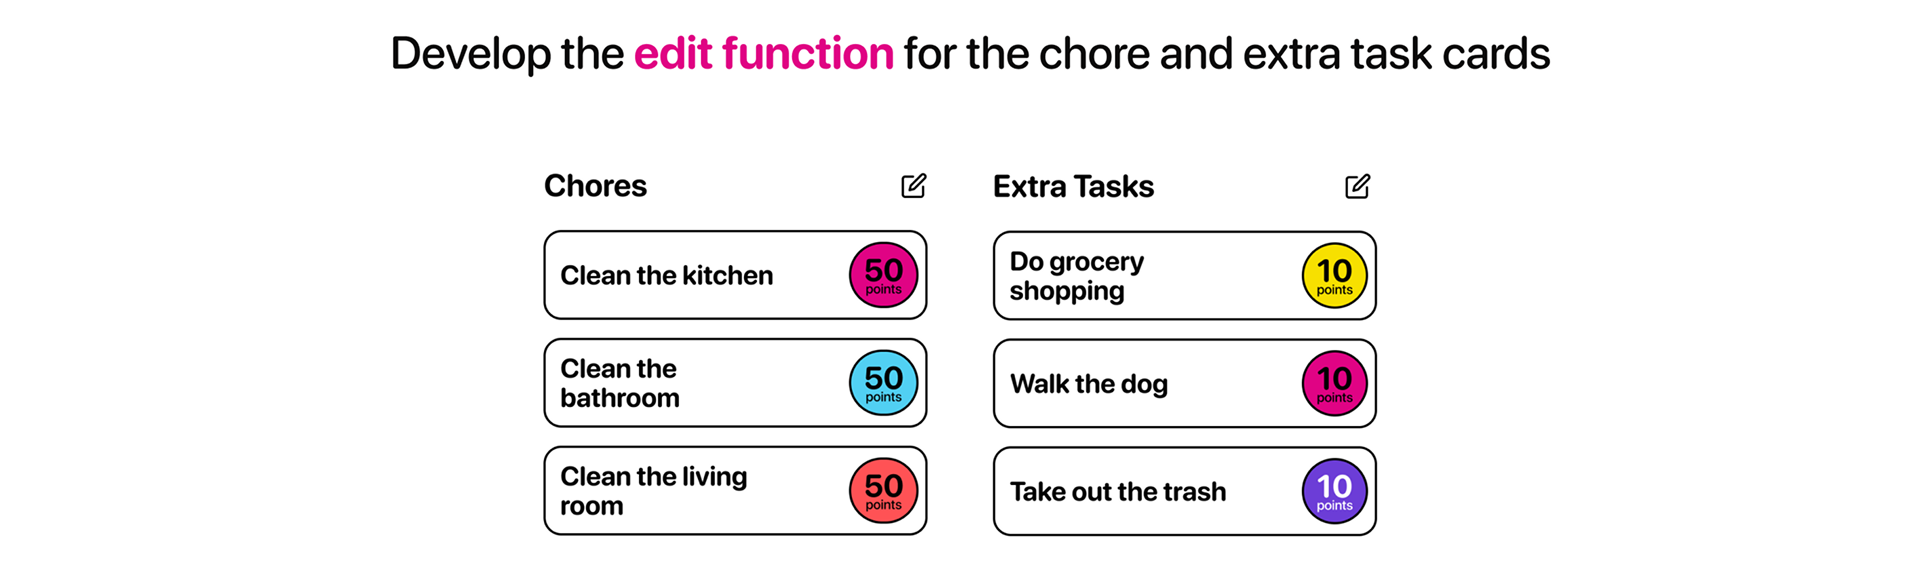 Develop the edit function for the chore and extra task cards
Chores
Clean the kitchen
50
points
Clean the
bathroom
50
points
Clean the living
room
50
points
Extra Tasks
Do grocery
shopping
10
points
Walk the dog
10
points
Take out the trash
10
points